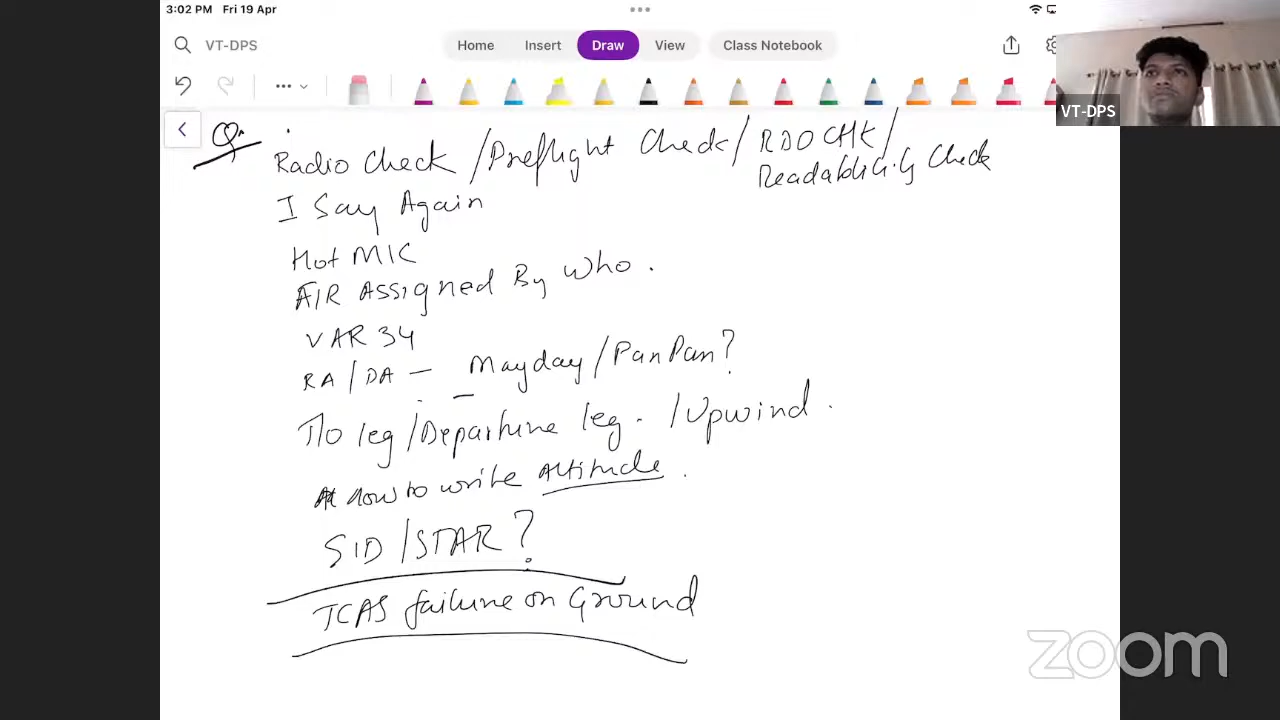 3:02 PM Fri 19 Apr
VT-DPS
Home Insert Draw View Class Notebook
VT-DPS
Q:
Radio Check / Preflight Check / RDO CHK /
Readability Check
I Say Again
Hot MIC
FIR Assigned By who.
VAR 34
RA / DA - Mayday / PanPan?
T/O leg / Departure leg. / Upwind.
How to write Altitude.
SID / STAR?
TCAS failure on Ground
zoom